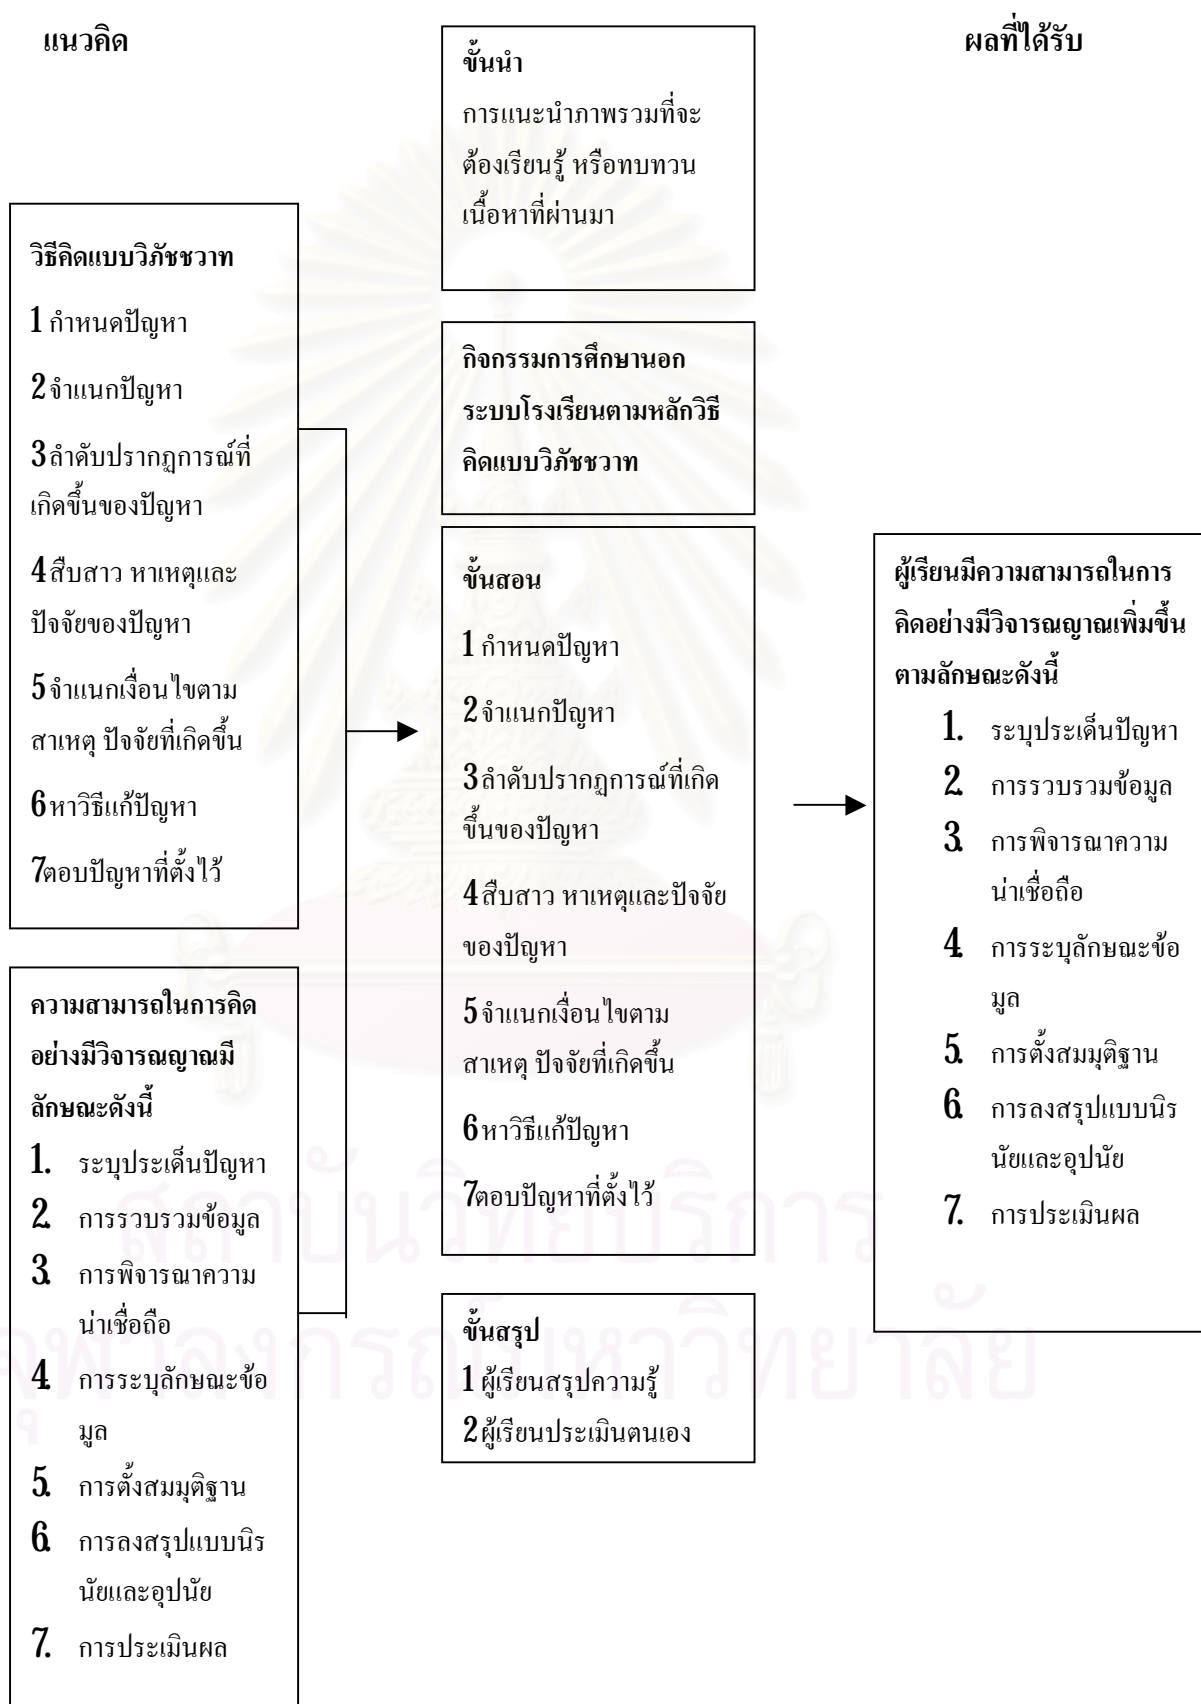 แนวคิด
ผลที่ได้รับ
ขั้นนำ
การแนะนำภาพรวมที่จะ
ต้องเรียนรู้ หรือทบทวน
เนื้อหาที่ผ่านมา
วิธีคิดแบบวิภัชชวาท
1 กำหนดปัญหา
2 จำแนกปัญหา
3 ลำดับปรากฏการณ์ที่
เกิดขึ้นของปัญหา
4 สืบสาว หาเหตุและ
ปัจจัยของปัญหา
5 จำแนกเงื่อนไขตาม
สาเหตุ ปัจจัยที่เกิดขึ้น
6 หาวิธีแก้ปัญหา
7ตอบปัญหาที่ตั้งไว้
ความสามารถในการคิด
อย่างมีวิจารณญาณมี
ลักษณะดังนี้
1. ระบุประเด็นปัญหา
2. การรวบรวมข้อมูล
3. การพิจารณาความ
น่าเชื่อถือ
4. การระบุลักษณะข้อ
มูล
5. การตั้งสมมุติฐาน
6. การลงสรุปแบบนิร
นัยและอุปนัย
7. การประเมินผล
กิจกรรมการศึกษานอก
ระบบโรงเรียนตามหลักวิธี
คิดแบบวิภัชชวาท
ขั้นสอน
1 กำหนดปัญหา
2 จำแนกปัญหา
3 ลำดับปรากฏการณ์ที่เกิด
ขึ้นของปัญหา
4 สืบสาว หาเหตุและปัจจัย
ของปัญหา
5 จำแนกเงื่อนไขตาม
สาเหตุ ปัจจัยที่เกิดขึ้น
6 หาวิธีแก้ปัญหา
7ตอบปัญหาที่ตั้งไว้
ขั้นสรุป
1 ผู้เรียนสรุปความรู้
2 ผู้เรียนประเมินตนเอง
ผู้เรียนมีความสามารถในการ
คิดอย่างมีวิจารณญาณเพิ่มขึ้น
ตามลักษณะดังนี้
1. ระบุประเด็นปัญหา
2. การรวบรวมข้อมูล
3. การพิจารณาความ
น่าเชื่อถือ
4. การระบุลักษณะข้อ
มูล
5. การตั้งสมมุติฐาน
6. การลงสรุปแบบนิร
นัยและอุปนัย
7. การประเมินผล
สถาบันวิทยบริการ
จุฬาลงกรณ์มหาวิทยาลัย